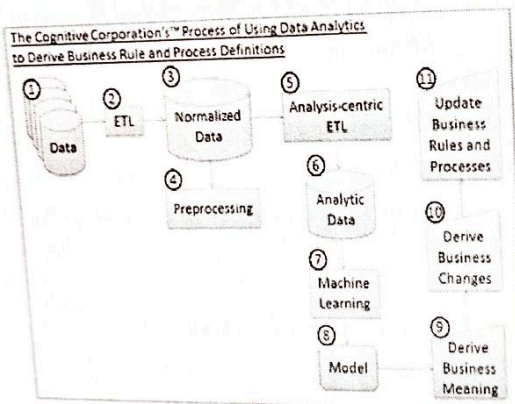 The Cognitive Corporation's™ Process of Using Data Analytics
to Derive Business Rule and Process Definitions
1
Data
2
ETL
3
Normalized
Data
4
Preprocessing
5
Analysis-centric
ETL
6
Analytic
Data
7
Machine
Learning
8
Model
9
Derive
Business
Meaning
10
Derive
Business
Changes
11
Update
Business
Rules and
Processes